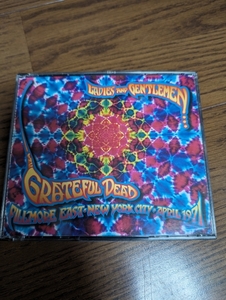 LADIES AND GENTLEMEN...
GRATEFUL DEAD
FILLMORE EAST • NEW YORK CITY • APRIL 1971